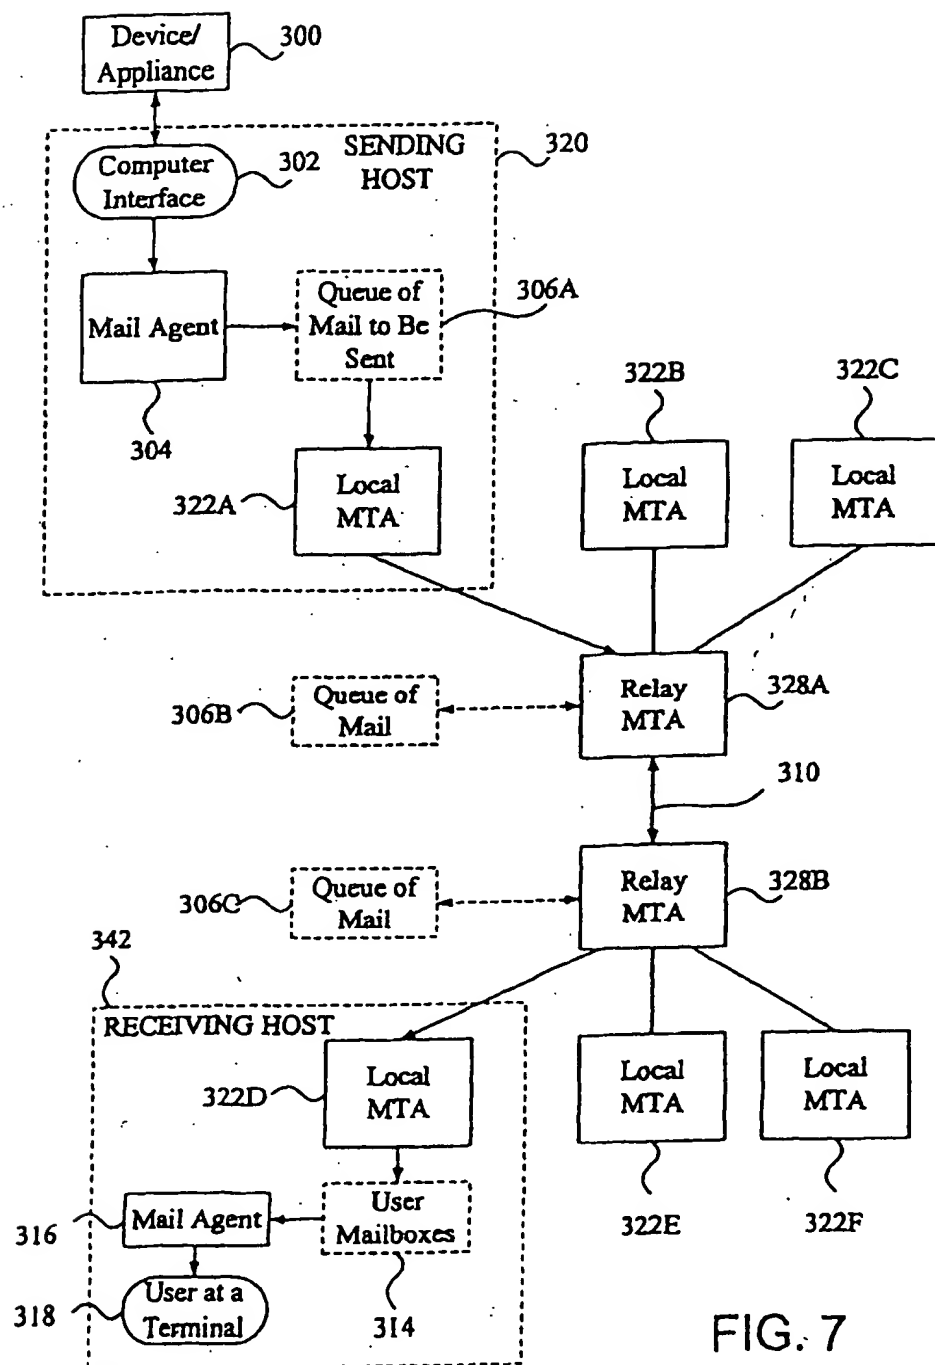 Device/
Appliance
300
SENDING
HOST
320
Computer
Interface
302
Mail Agent
304
Queue of
Mail to Be
Sent
306A
Local
MTA
322A
322B
Local
MTA
322C
Local
MTA
Relay
MTA
328A
306B
Queue of
Mail
310
Relay
MTA
328B
306C
Queue of
Mail
342
RECEIVING HOST
322D
Local
MTA
Local
MTA
322E
Local
MTA
322F
316
Mail Agent
User
Mailboxes
314
318
User at a
Terminal
FIG. 7